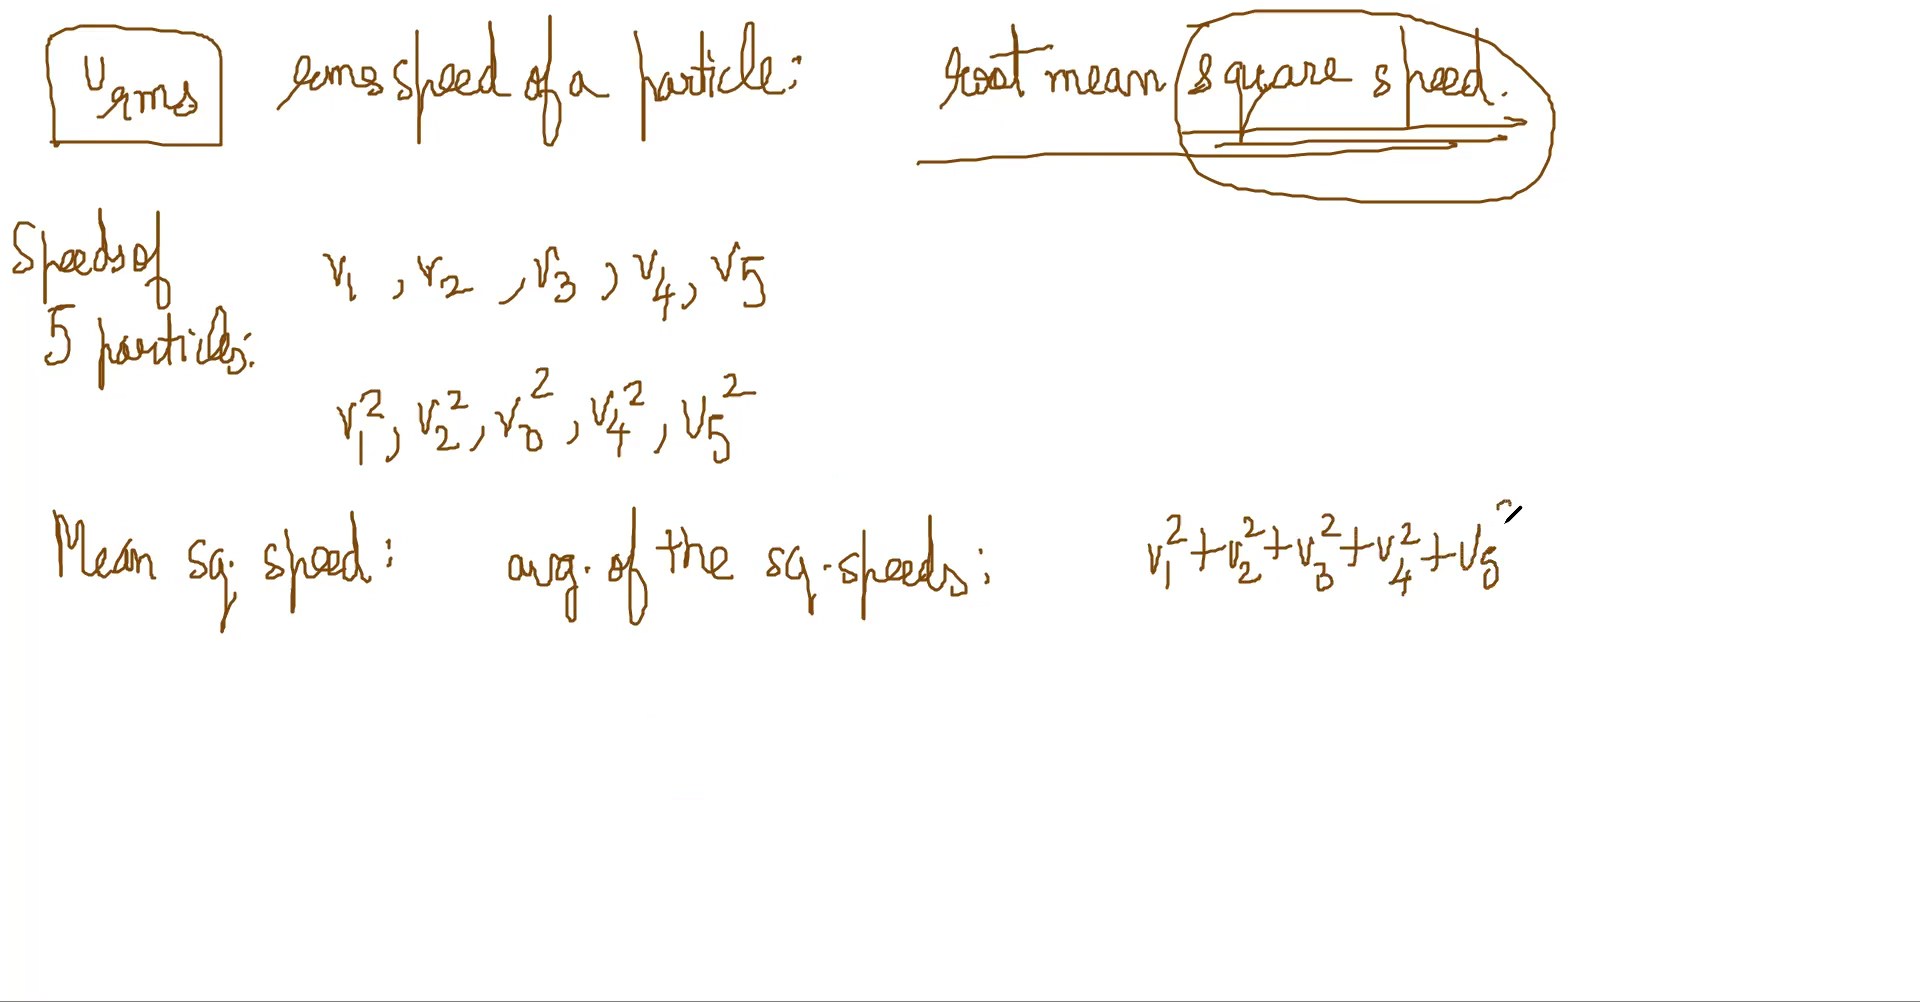 v_rms rms speed of a particle: root mean square speed.
Speeds of
5 particles: v₁, v₂, v₃, v₄, v₅
v₁², v₂², v₃², v₄², v₅²
Mean sq. speed: avg. of the sq. speeds: v₁²+v₂²+v₃²+v₄²+v₅²